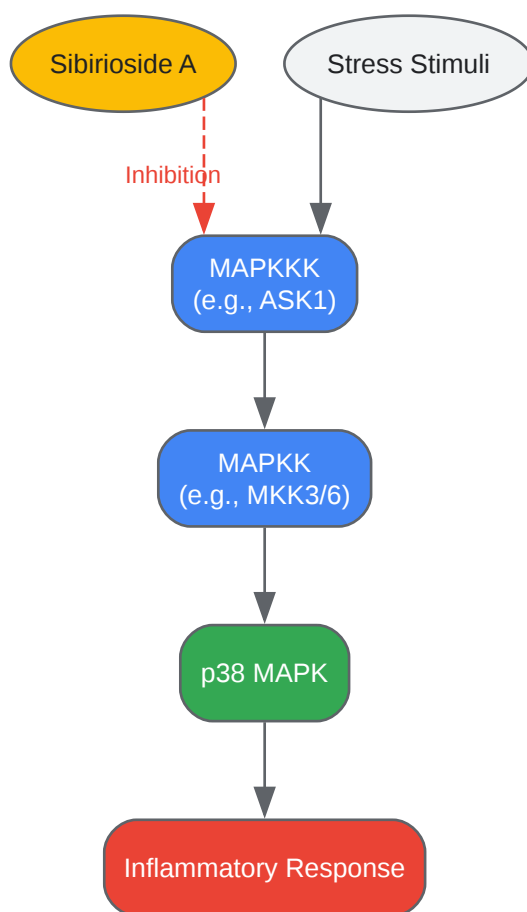 Sibirioside A
Stress Stimuli
Inhibition
MAPKKK
(e.g., ASK1)
MAPKK
(e.g., MKK3/6)
p38 MAPK
Inflammatory Response